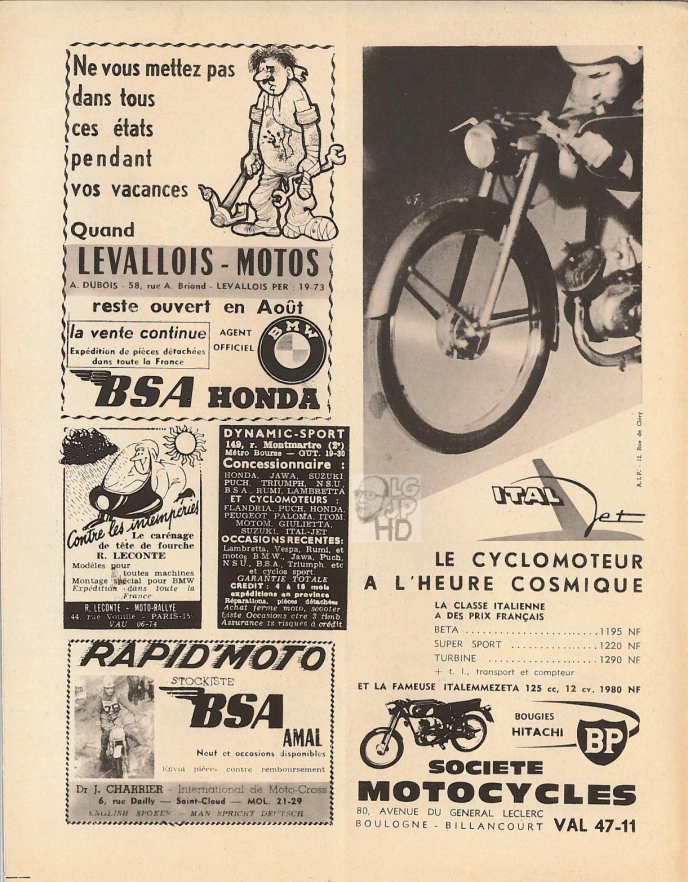 Ne vous mettez pas
dans tous
ces états
pendant
vos vacances
Quand
LEVALLOIS - MOTOS
A. DUBOIS - 58, rue A. Briand - LEVALLOIS PER : 19-73
reste ouvert en Août
la vente continue
Expédition de pièces détachées
dans toute la France
AGENT
OFFICIEL
BMW
BSA HONDA
Contre les intempéries
Le carénage
de tête de fourche
R. LECONTE
Modèles pour
toutes machines
Montage spécial pour BMW
Expédition dans toute la
France
R. LECONTE - MOTO-RALLYE
44, rue Vouillé - PARIS-15e
VAU 06-74
DYNAMIC-SPORT
149, r. Montmartre (2e)
Métro Bourse — GUT. 19-30
Concessionnaire :
HONDA, JAWA, SUZUKI
PUCH, TRIUMPH, N.S.U.
B.S.A., RUMI, LAMBRETTA
ET CYCLOMOTEURS :
FLANDRIA, PUCH, HONDA,
PEUGEOT PALOMA, ITOM,
MOTOM, GIULIETTA,
SUZUKI, ITAL-JET
OCCASIONS RECENTES:
Lambretta, Vespa, Rumi, et
motos B.M.W., Jawa, Puch,
N.S.U., B.S.A., Triumph, etc
et cyclos sport.
GARANTIE TOTALE
CREDIT : 4 à 18 mois
expéditions en province
Réparations, pièces détachées
Achat ferme moto, scooter
Liste Occasions ctre 3 timb.
Assurance ts risques à crédit
RAPID'MOTO
STOCKISTE
BSA
AMAL
Neuf et occasions disponibles
Envoi pièces contre remboursement
Dr J. CHARRIER - International de Moto-Cross
6, rue Dailly — Saint-Cloud — MOL. 21-29
ENGLISH SPOKEN - MAN SPRICHT DEUTSCH
A.I.P. - 12, Rue de Cléry
ITAL Jet
LE CYCLOMOTEUR
A L'HEURE COSMIQUE
LA CLASSE ITALIENNE
A DES PRIX FRANÇAIS
BETA 1195 NF
SUPER SPORT 1220 NF
TURBINE 1290 NF
+ t. l., transport et compteur
ET LA FAMEUSE ITALEMMEZETA 125 cc, 12 cv. 1980 NF
BOUGIES
HITACHI
BP
SOCIETE
MOTOCYCLES
80, AVENUE DU GENERAL LECLERC
BOULOGNE - BILLANCOURT VAL 47-11
LG
JP
HD